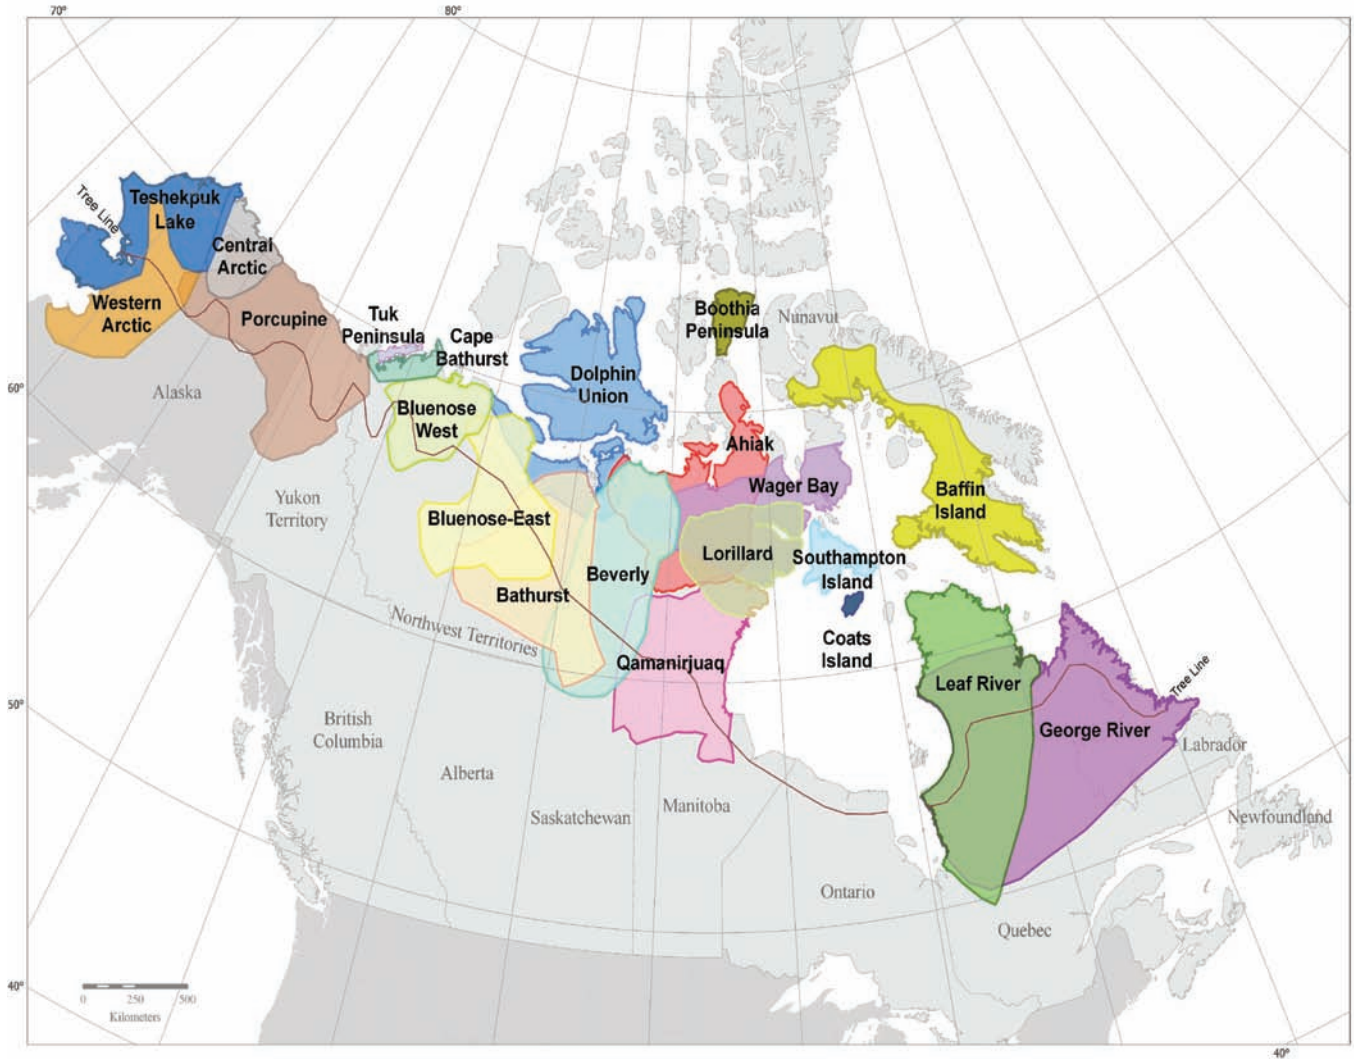 70°
80°
Tree Line
Teshekpuk
Lake
Central
Arctic
Western
Arctic
Porcupine
Tuk
Peninsula
Cape
Bathurst
Boothia
Peninsula
Nunavut
Dolphin
Union
60°
Alaska
Bluenose
West
Ahiak
Wager Bay
Baffin
Island
Yukon
Territory
Bluenose-East
Lorillard
Southampton
Island
Beverly
Bathurst
Coats
Island
Northwest Territories
Qamanirjuaq
Leaf River
Tree Line
50°
George River
British
Columbia
Labrador
Alberta
Saskatchewan
Manitoba
Newfoundland
Ontario
Quebec
40°
0 250 500
Kilometers
40°